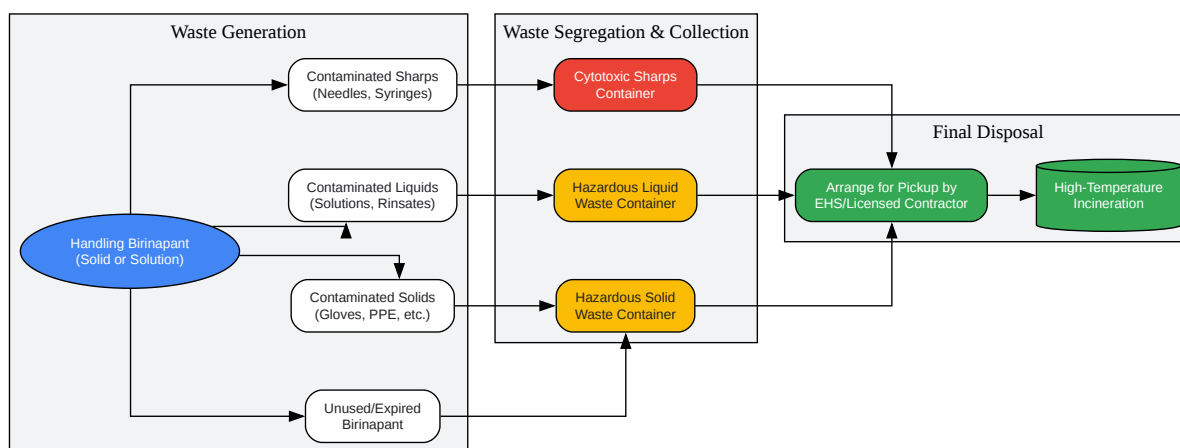 Waste Generation
Waste Segregation & Collection
Final Disposal
Handling Birinapant
(Solid or Solution)
Contaminated Sharps
(Needles, Syringes)
Contaminated Liquids
(Solutions, Rinsates)
Contaminated Solids
(Gloves, PPE, etc.)
Unused/Expired
Birinapant
Cytotoxic Sharps
Container
Hazardous Liquid
Waste Container
Hazardous Solid
Waste Container
Arrange for Pickup by
EHS/Licensed Contractor
High-Temperature
Incineration